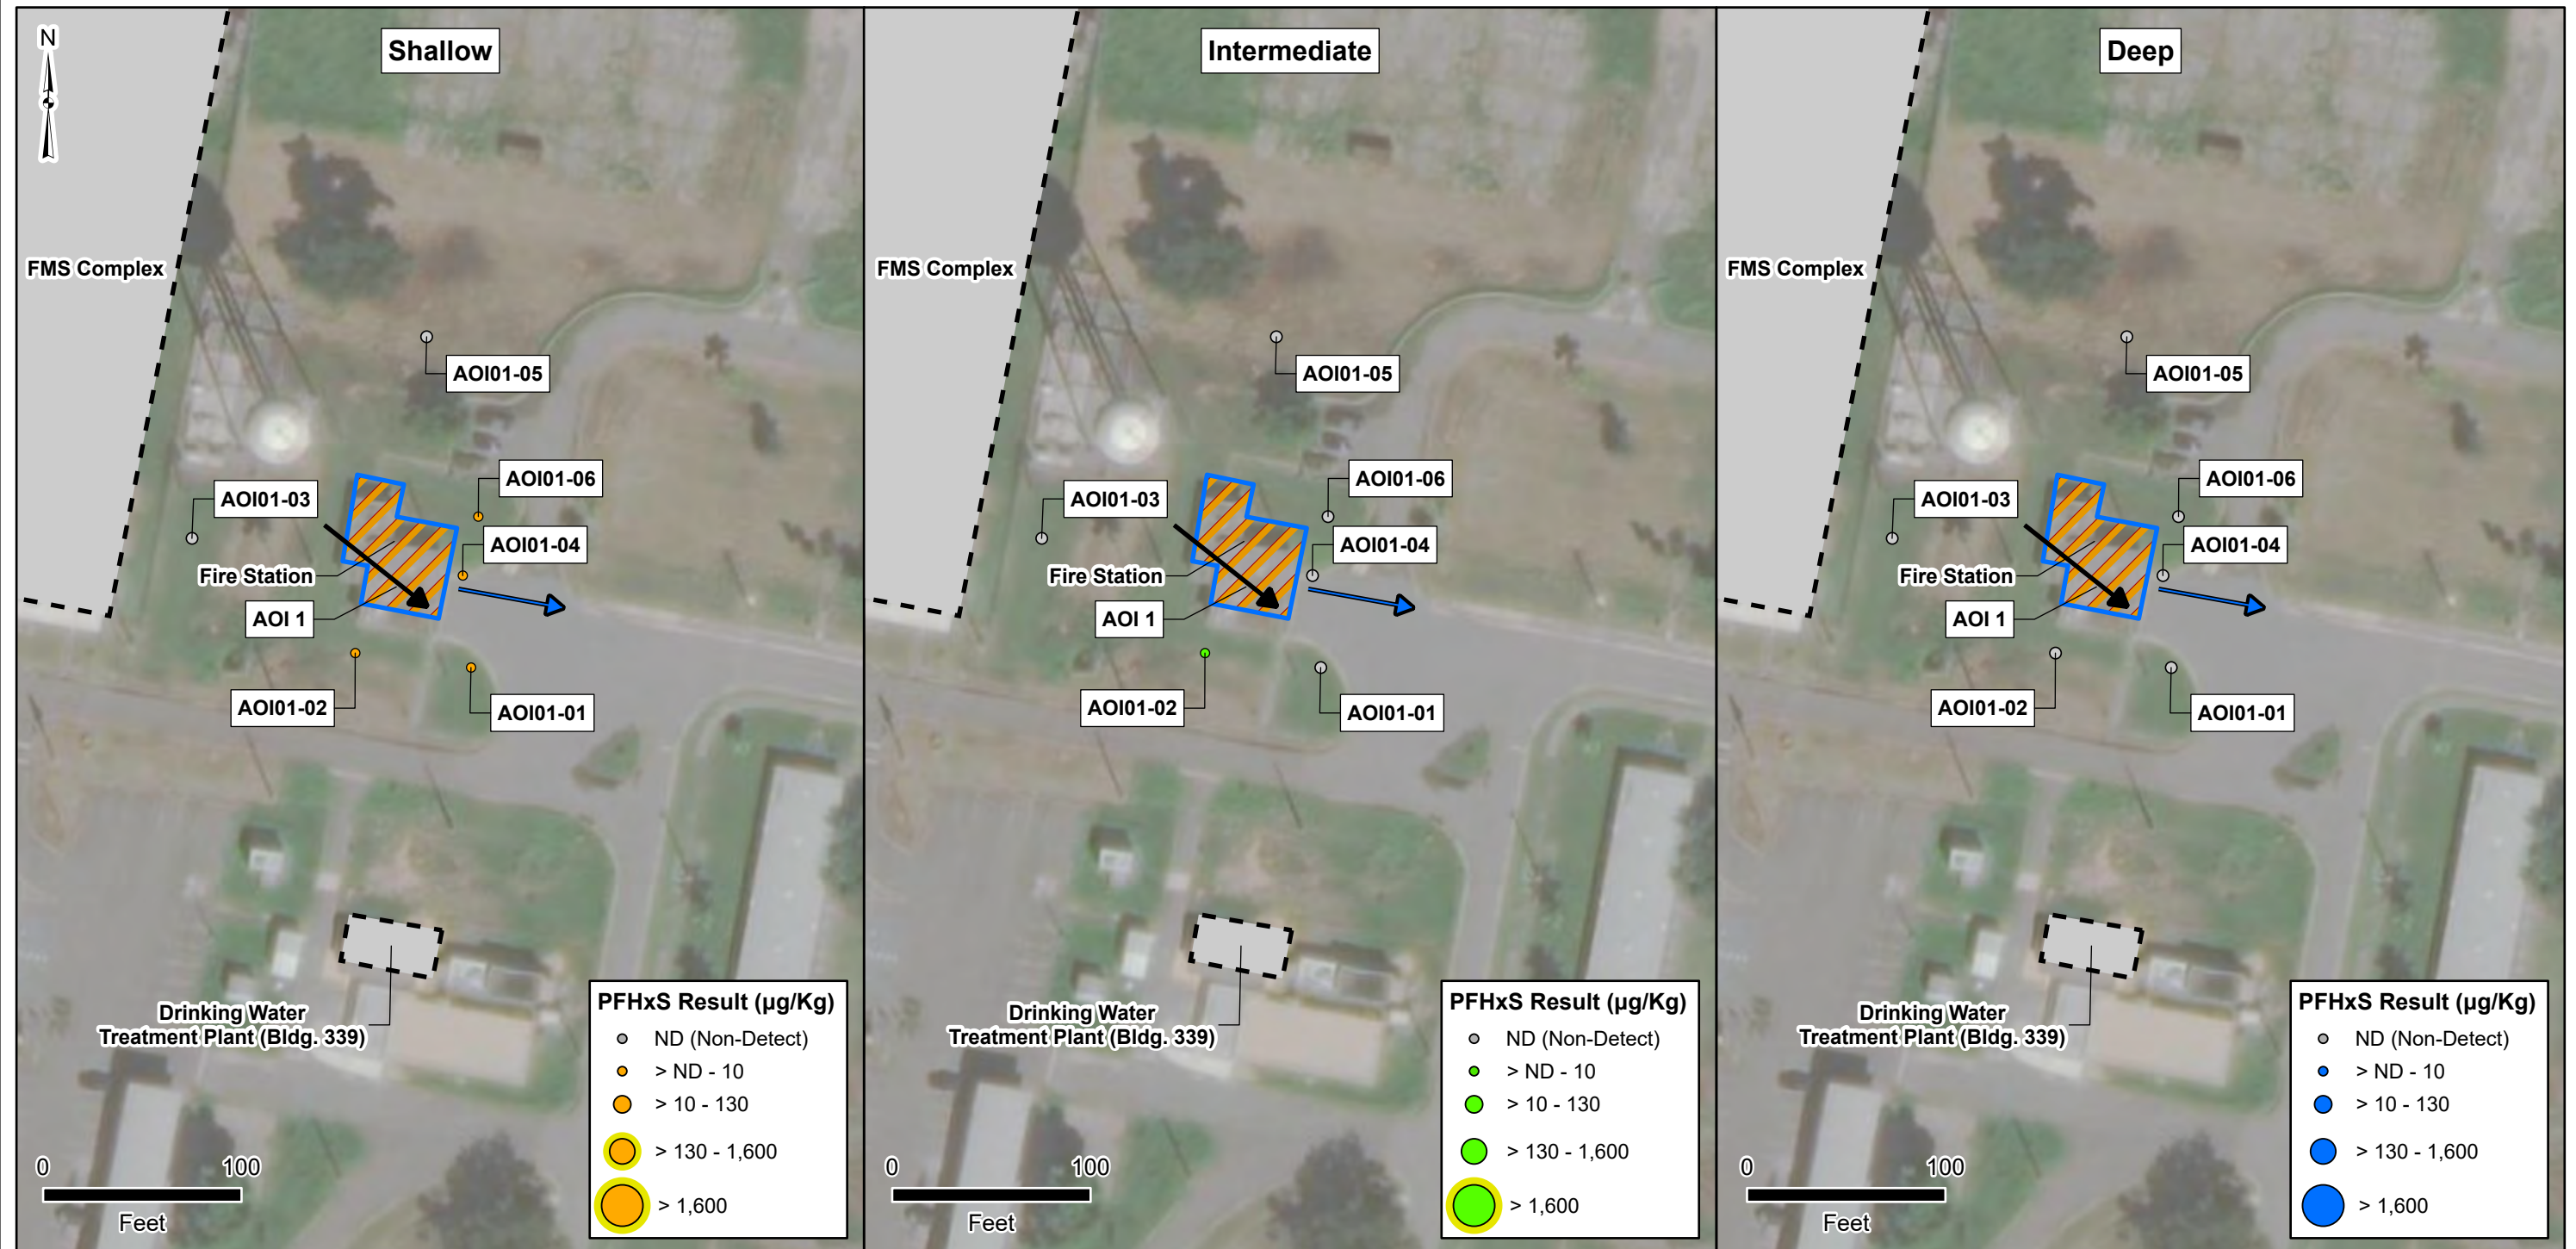 N
Shallow
FMS Complex
AOI01-05
AOI01-06
AOI01-03
AOI01-04
Fire Station
AOI 1
AOI01-02
AOI01-01
Drinking Water
Treatment Plant (Bldg. 339)
PFHxS Result (µg/Kg)
ND (Non-Detect)
> ND - 10
> 10 - 130
> 130 - 1,600
> 1,600
0 100
Feet
Intermediate
FMS Complex
AOI01-05
AOI01-06
AOI01-03
AOI01-04
Fire Station
AOI 1
AOI01-02
AOI01-01
Drinking Water
Treatment Plant (Bldg. 339)
PFHxS Result (µg/Kg)
ND (Non-Detect)
> ND - 10
> 10 - 130
> 130 - 1,600
> 1,600
0 100
Feet
Deep
FMS Complex
AOI01-05
AOI01-06
AOI01-03
AOI01-04
Fire Station
AOI 1
AOI01-02
AOI01-01
Drinking Water
Treatment Plant (Bldg. 339)
PFHxS Result (µg/Kg)
ND (Non-Detect)
> ND - 10
> 10 - 130
> 130 - 1,600
> 1,600
0 100
Feet